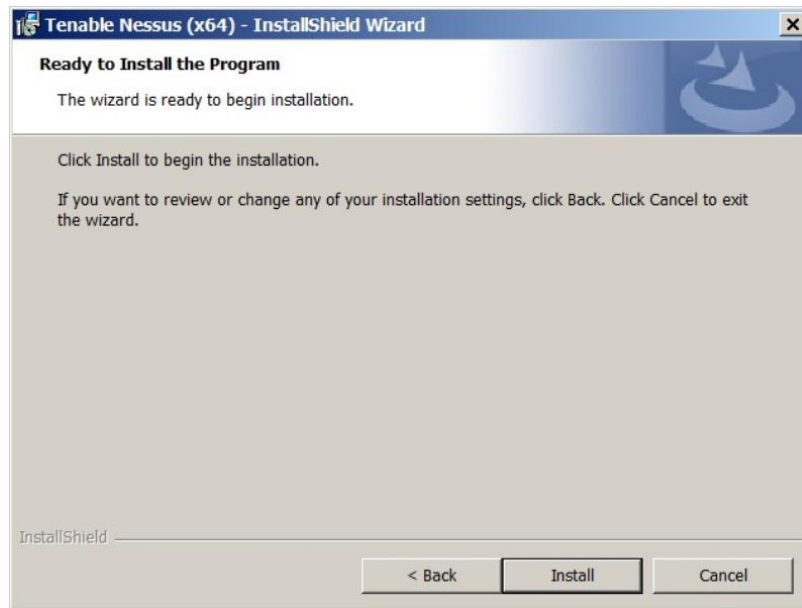 Tenable Nessus (x64) - InstallShield Wizard
Ready to Install the Program
The wizard is ready to begin installation.
Click Install to begin the installation.
If you want to review or change any of your installation settings, click Back. Click Cancel to exit
the wizard.
InstallShield
< Back Install Cancel